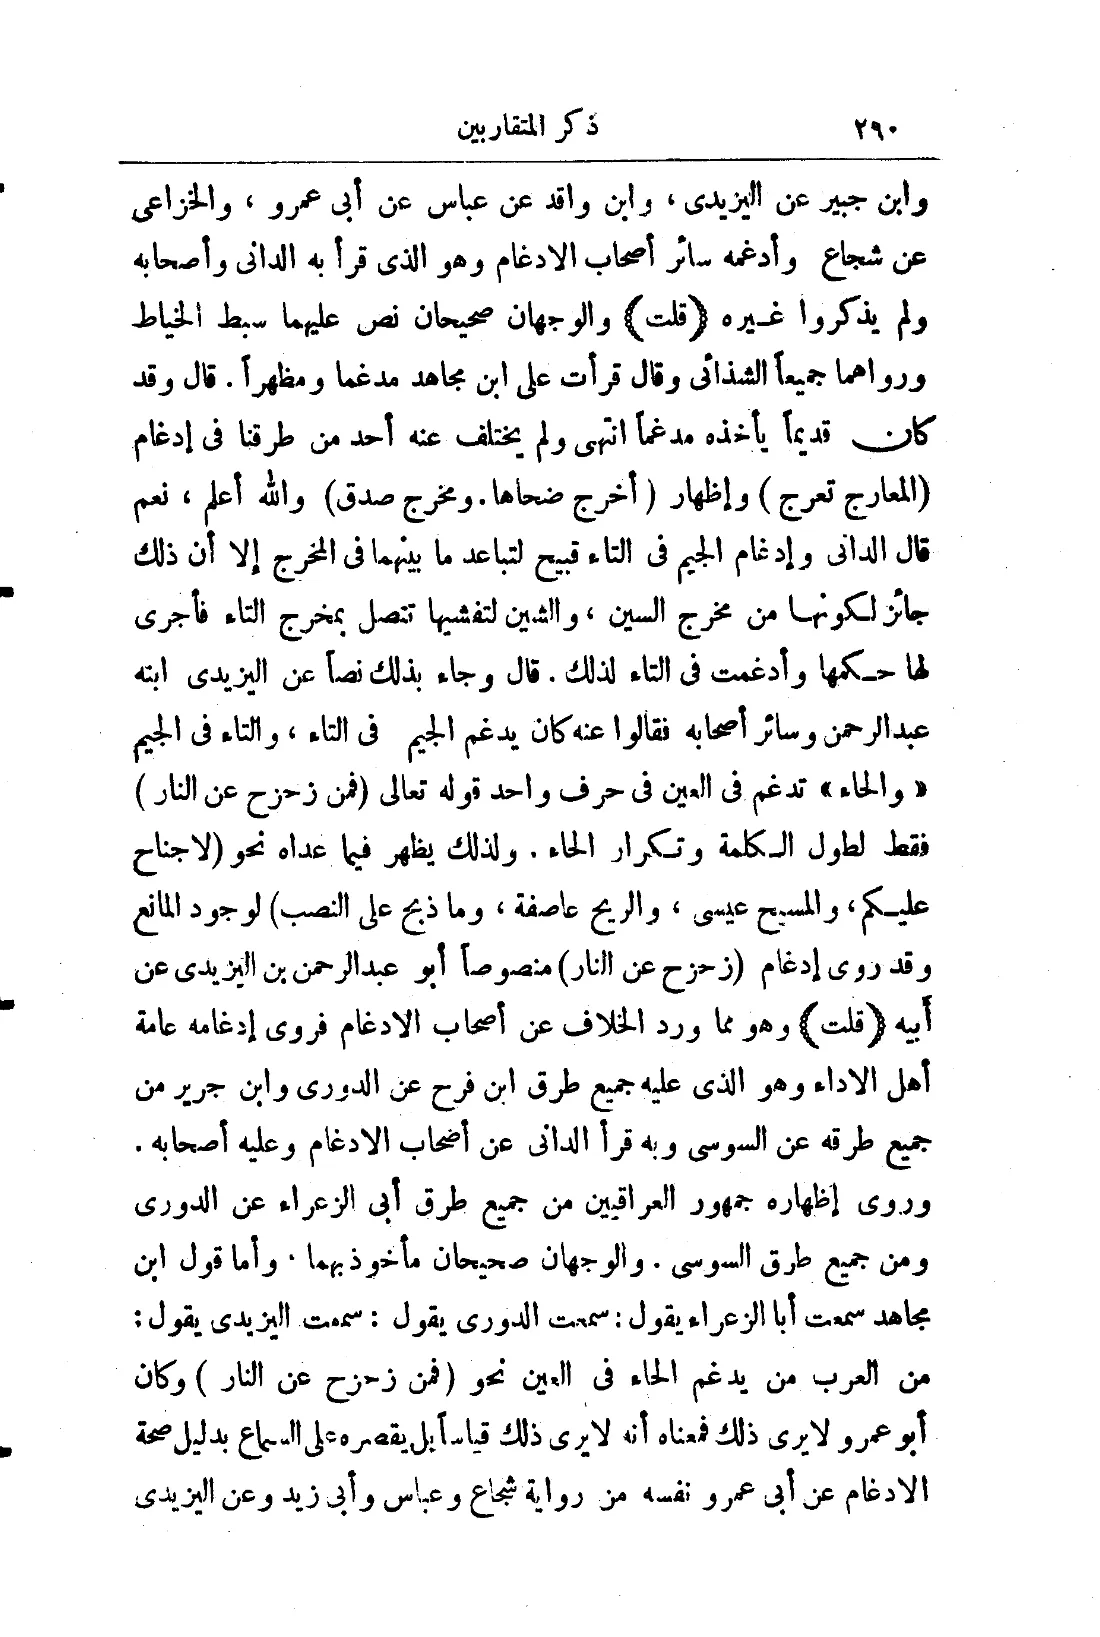 ٢٩٠ ذكر المتقاربين
وابن جبير عن اليزيدى ، وابن واقد عن عباس عن أبى عمرو ، والخزاعى
عن شجاع وأدغمه سائر أصحاب الادغام وهو الذى قرأ به الدانى وأصحابه
ولم يذكروا غيره (قلت) والوجهان صحيحان نص عليهما سبط الخياط
ورواهما جميعاً الشذائى وقال قرأت على ابن مجاهد مدغما ومظهراً . قال وقد
كان قديماً يأخذه مدغماً انتهى ولم يختلف عنه أحد من طرقنا فى إدغام
(المعارج تعرج) وإظهار (أخرج ضحاها. ومخرج صدق) والله أعلم ، نعم
قال الدانى وإدغام الجيم فى التاء قبيح لتباعد ما بينهما فى المخرج إلا أن ذلك
جائز لكونها من مخرج السين ، والشين لتفشيها تتصل بمخرج التاء فأجرى
لها حكمها وأدغمت فى التاء لذلك . قال وجاء بذلك نصاً عن اليزيدى ابنه
عبدالرحمن وسائر أصحابه فقالوا عنه كان يدغم الجيم فى التاء ، والتاء فى الجيم
« والحاء » تدغم فى العين فى حرف واحد قوله تعالى (فمن زحزح عن النار)
فقط لطول الكلمة وتكرار الحاء . ولذلك يظهر فيما عداه نحو (لاجناح
عليكم، والمسيح عيسى ، والريح عاصفة ، وما ذبح على النصب) لوجود المانع
وقد روى إدغام (زحزح عن النار) منصوصاً أبو عبدالرحمن بن اليزيدى عن
أبيه (قلت) وهو مما ورد الخلاف عن أصحاب الادغام فروى إدغامه عامة
أهل الاداء وهو الذى عليه جميع طرق ابن فرح عن الدورى وابن جرير من
جميع طرقه عن السوسى وبه قرأ الدانى عن أضحاب الادغام وعليه أصحابه .
وروى إظهاره جمهور العراقيين من جميع طرق أبى الزعراء عن الدورى
ومن جميع طرق السوسى . والوجهان صحيحان مأخوذ بهما . وأما قول ابن
مجاهد سمعت أبا الزعراء يقول : سمعت الدورى يقول : سمعت اليزيدى يقول :
من العرب من يدغم الحاء فى العين نحو (فمن زحزح عن النار) وكان
أبو عمرو لايرى ذلك فمعناه أنه لايرى ذلك قياساً بل يقصره على السماع بدليل صحة
الادغام عن أبى عمرو نفسه من رواية شجاع وعباس وأبى زيد وعن اليزيدى